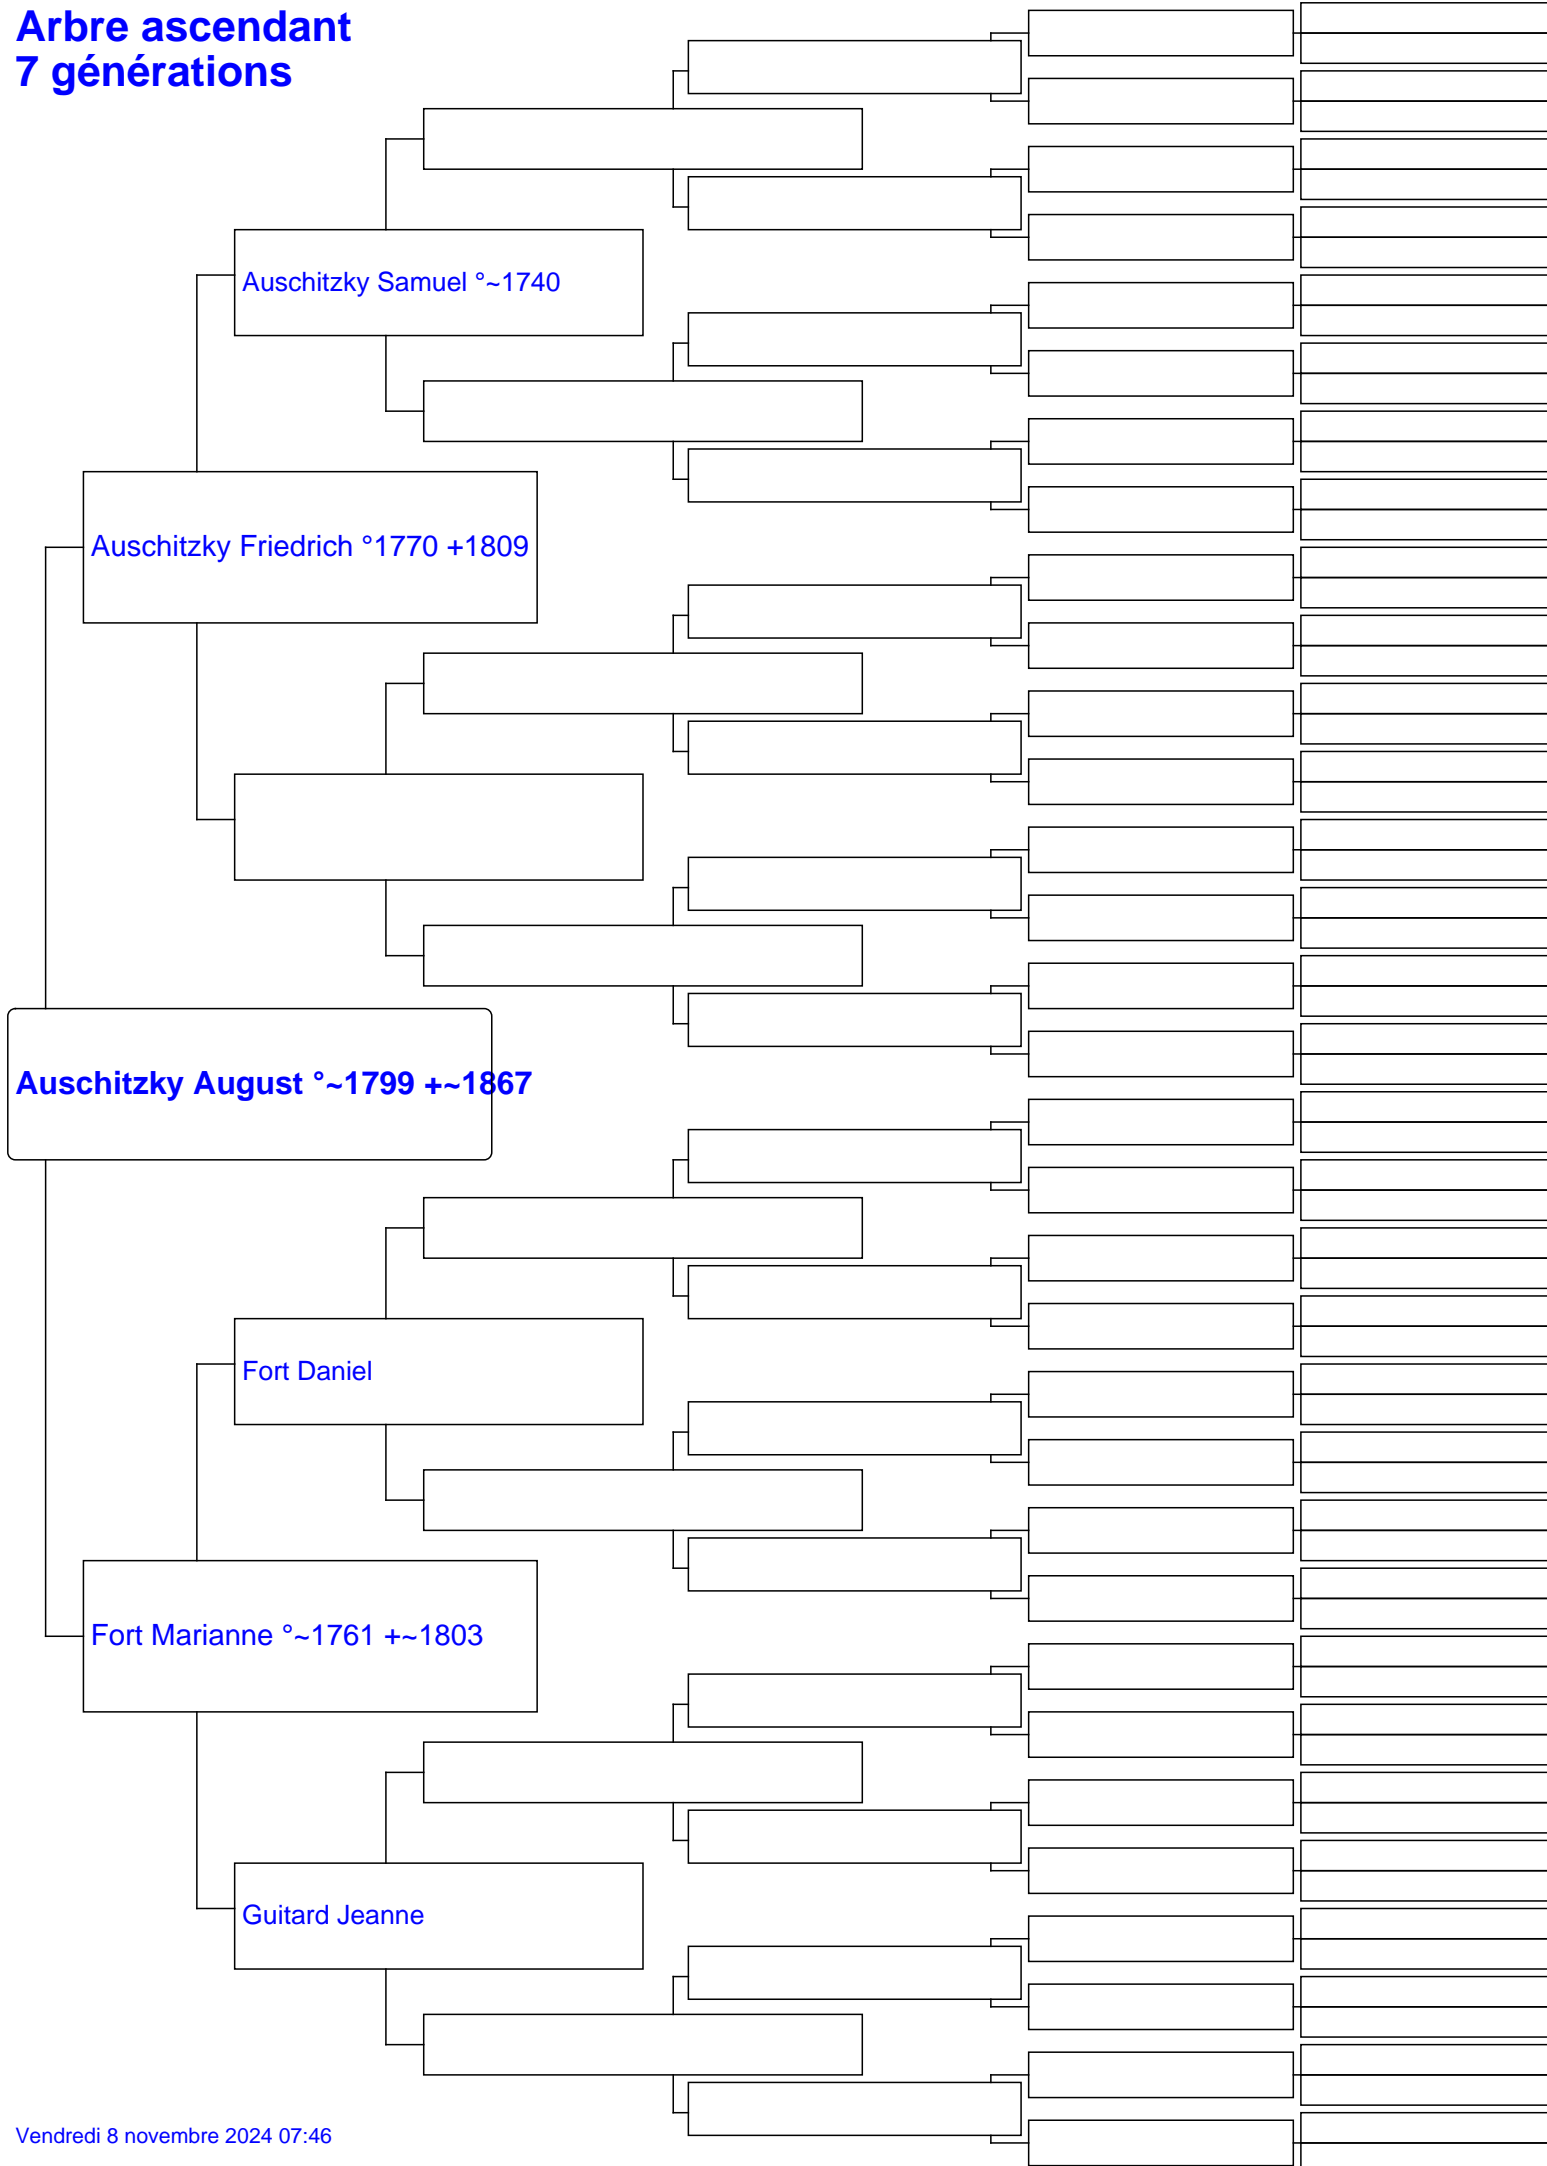 Arbre ascendant
7 générations
Auschitzky Samuel °~1740
Auschitzky Friedrich °1770 +1809
Auschitzky August °~1799 +~1867
Fort Daniel
Fort Marianne °~1761 +~1803
Guitard Jeanne
Vendredi 8 novembre 2024 07:46